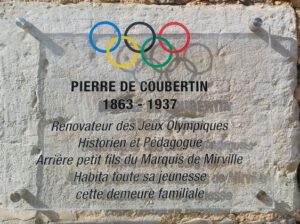 PIERRE DE COUBERTIN
1863 - 1937
Rénovateur des Jeux Olympiques
Historien et Pédagogue
Arrière petit fils du Marquis de Mirville
Habita toute sa jeunesse
cette demeure familiale